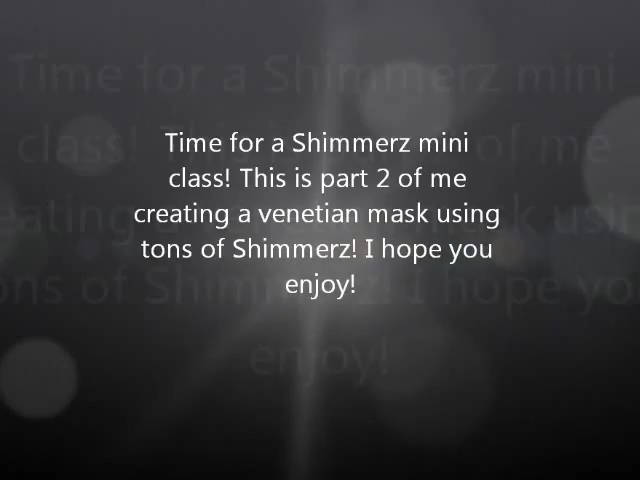 Time for a Shimmerz mini
class! This is part 2 of me
creating a venetian mask using
tons of Shimmerz! I hope you
enjoy!